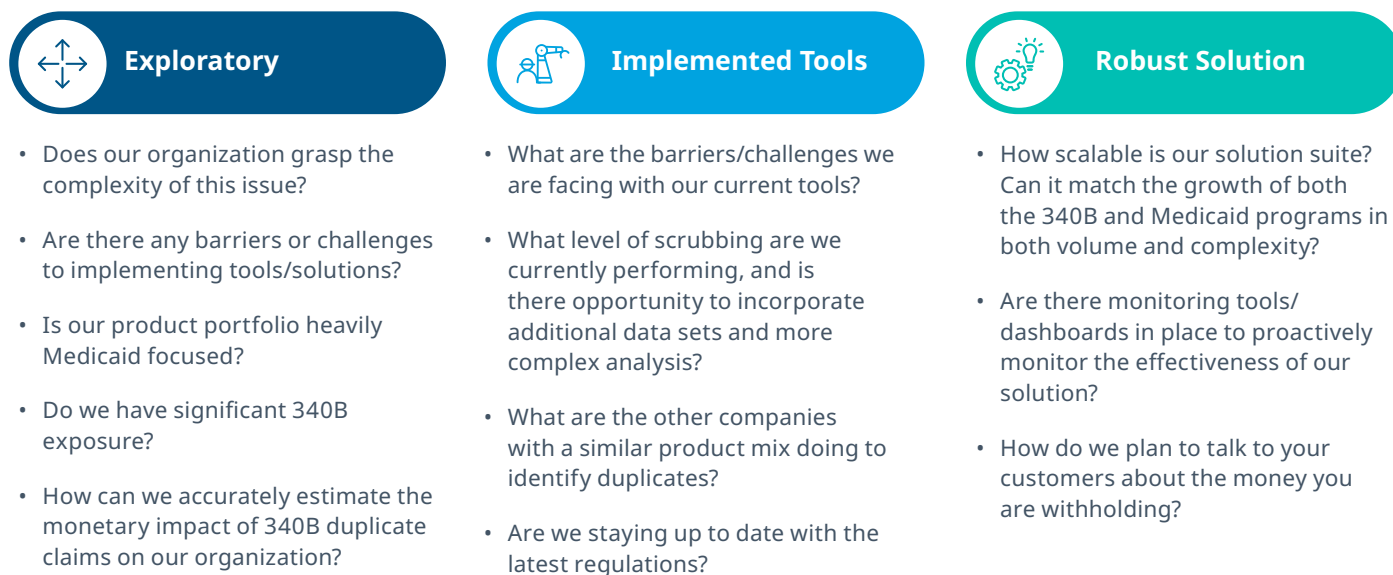 Exploratory
• Does our organization grasp the
complexity of this issue?
• Are there any barriers or challenges
to implementing tools/solutions?
• Is our product portfolio heavily
Medicaid focused?
• Do we have significant 340B
exposure?
• How can we accurately estimate the
monetary impact of 340B duplicate
claims on our organization?
Implemented Tools
• What are the barriers/challenges we
are facing with our current tools?
• What level of scrubbing are we
currently performing, and is
there opportunity to incorporate
additional data sets and more
complex analysis?
• What are the other companies
with a similar product mix doing to
identify duplicates?
• Are we staying up to date with the
latest regulations?
Robust Solution
• How scalable is our solution suite?
Can it match the growth of both
the 340B and Medicaid programs in
both volume and complexity?
• Are there monitoring tools/
dashboards in place to proactively
monitor the effectiveness of our
solution?
• How do we plan to talk to your
customers about the money you
are withholding?